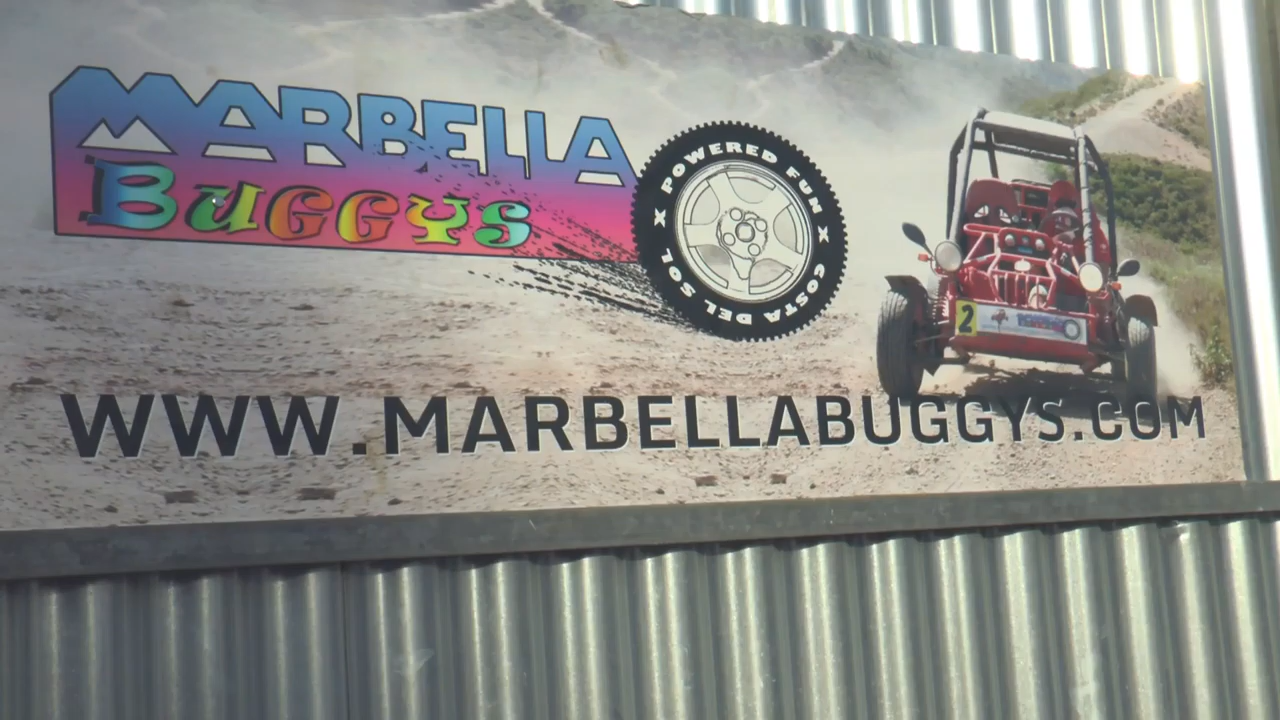 MARBELLA
BUGGYS
X POWERED FUN X
COSTA DEL SOL
2
WWW.MARBELLABUGGYS.COM